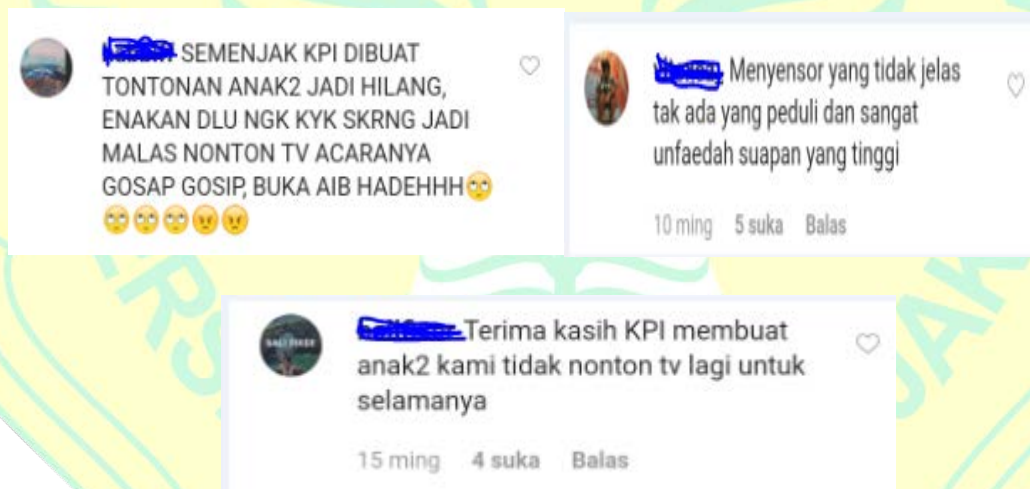 SEMENJAK KPI DIBUAT
TONTONAN ANAK2 JADI HILANG,
ENAKAN DLU NGK KYK SKRNG JADI
MALAS NONTON TV ACARANYA
GOSAP GOSIP, BUKA AIB HADEHHH🙄
🙄🙄🙄😠😠
Menyensor yang tidak jelas
tak ada yang peduli dan sangat
unfaedah suapan yang tinggi
10 ming 5 suka Balas
Terima kasih KPI membuat
anak2 kami tidak nonton tv lagi untuk
selamanya
15 ming 4 suka Balas